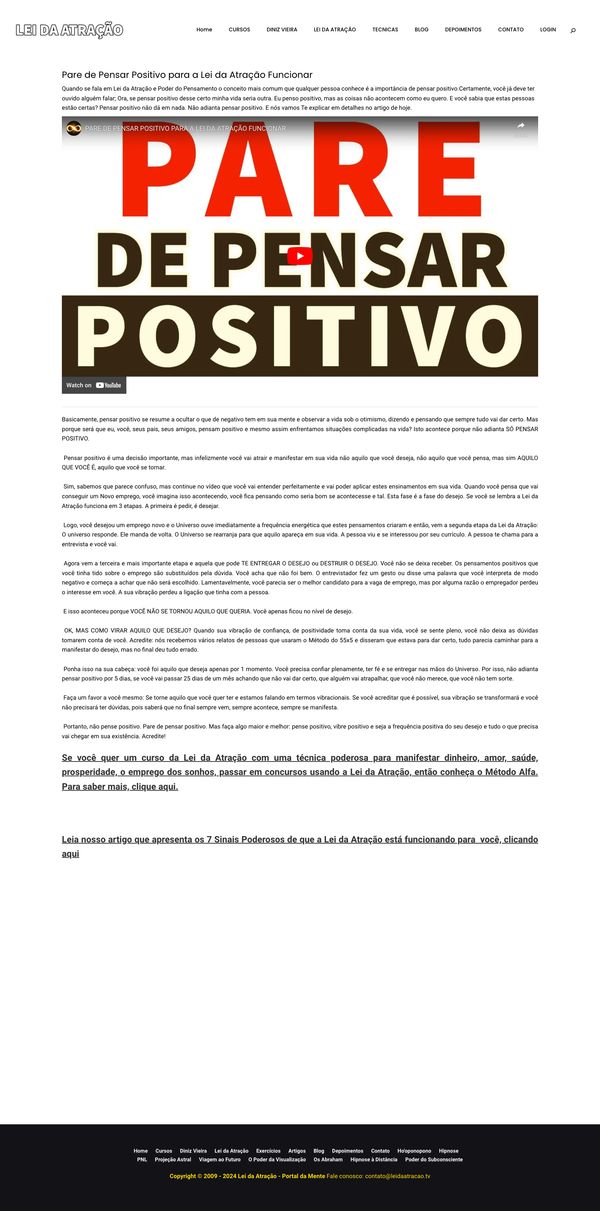 LEI DA ATRAÇÃO
Home CURSOS DINIZ VIEIRA LEI DA ATRAÇÃO TECNICAS BLOG DEPOIMENTOS CONTATO LOGIN
Pare de Pensar Positivo para a Lei da Atração Funcionar
Quando se fala em Lei da Atração e Poder do Pensamento o conceito mais comum que qualquer pessoa conhece é a importância de pensar positivo.Certamente, você já deve ter
ouvido alguém falar; Ora, se pensar positivo desse certo minha vida seria outra. Eu penso positivo, mas as coisas não acontecem como eu quero. E você sabia que estas pessoas
estão certas? Pensar positivo não dá em nada. Não adianta pensar positivo. E nós vamos Te explicar em detalhes no artigo de hoje.
PARE DE PENSAR POSITIVO PARA A LEI DA ATRAÇÃO FUNCIONAR
PARE
DE PENSAR
POSITIVO
Watch on YouTube
Basicamente, pensar positivo se resume a ocultar o que de negativo tem em sua mente e observar a vida sob o otimismo, dizendo e pensando que sempre tudo vai dar certo. Mas
porque será que eu, você, seus pais, seus amigos, pensam positivo e mesmo assim enfrentamos situações complicadas na vida? Isto acontece porque não adianta SÓ PENSAR
POSITIVO.
Pensar positivo é uma decisão importante, mas infelizmente você vai atrair e manifestar em sua vida não aquilo que você deseja, não aquilo que você pensa, mas sim AQUILO
QUE VOCÊ É, aquilo que você se tornar.
Sim, sabemos que parece confuso, mas continue no vídeo que você vai entender perfeitamente e vai poder aplicar estes ensinamentos em sua vida. Quando você pensa que vai
conseguir um Novo emprego, você imagina isso acontecendo, você fica pensando como seria bom se acontecesse e tal. Esta fase é a fase do desejo. Se você se lembra a Lei da
Atração funciona em 3 etapas. A primeira é pedir, é desejar.
Logo, você desejou um emprego novo e o Universo ouve imediatamente a frequência energética que estes pensamentos criaram e então, vem a segunda etapa da Lei da Atração:
O universo responde. Ele manda de volta. O Universo se rearranja para que aquilo apareça em sua vida. A pessoa viu e se interessou por seu currículo. A pessoa te chama para a
entrevista e você vai.
Agora vem a terceira e mais importante etapa e aquela que pode TE ENTREGAR O DESEJO ou DESTRUIR O DESEJO. Você não se deixa receber. Os pensamentos positivos que
você tinha tido sobre o emprego são substituídos pela dúvida. Você acha que não foi bem. O entrevistador fez um gesto ou disse uma palavra que você interpreta de modo
negativo e começa a achar que não será escolhido. Lamentavelmente, você parecia ser o melhor candidato para a vaga de emprego, mas por alguma razão o empregador perdeu
o interesse em você. A sua vibração perdeu a ligação que tinha com a pessoa.
E isso aconteceu porque VOCÊ NÃO SE TORNOU AQUILO QUE QUERIA. Você apenas ficou no nível de desejo.
OK, MAS COMO VIRAR AQUILO QUE DESEJO? Quando sua vibração de confiança, de positividade toma conta da sua vida, você se sente pleno, você não deixa as dúvidas
tomarem conta de você. Acredite: nós recebemos vários relatos de pessoas que usaram o Método do 55x5 e disseram que estava para dar certo, tudo parecia caminhar para a
manifestar do desejo, mas no final deu tudo errado.
Ponha isso na sua cabeça: você foi aquilo que deseja apenas por 1 momento. Você precisa confiar plenamente, ter fé e se entregar nas mãos do Universo. Por isso, não adianta
pensar positivo por 5 dias, se você vai passar 25 dias de um mês achando que não vai dar certo, que alguém vai atrapalhar, que você não merece, que você não tem sorte.
Faça um favor a você mesmo: Se torne aquilo que você quer ter e estamos falando em termos vibracionais. Se você acreditar que é possível, sua vibração se transformará e você
não precisará ter dúvidas, pois saberá que no final sempre vem, sempre acontece, sempre se manifesta.
Portanto, não pense positivo. Pare de pensar positivo. Mas faça algo maior e melhor: pense positivo, vibre positivo e seja a frequência positiva do seu desejo e tudo o que precisa
vai chegar em sua existência. Acredite!
Se você quer um curso da Lei da Atração com uma técnica poderosa para manifestar dinheiro, amor, saúde,
prosperidade, o emprego dos sonhos, passar em concursos usando a Lei da Atração, então conheça o Método Alfa.
Para saber mais, clique aqui.
Leia nosso artigo que apresenta os 7 Sinais Poderosos de que a Lei da Atração está funcionando para você, clicando
aqui
Home Cursos Diniz Vieira Lei da Atração Exercícios Artigos Blog Depoimentos Contato Ho'oponopono Hipnose
PNL Projeção Astral Viagem ao Futuro O Poder da Visualização Os Abraham Hipnose à Distância Poder do Subconsciente
Copyright © 2009 - 2024 Lei da Atração - Portal da Mente Fale conosco: contato@leidaatracao.tv